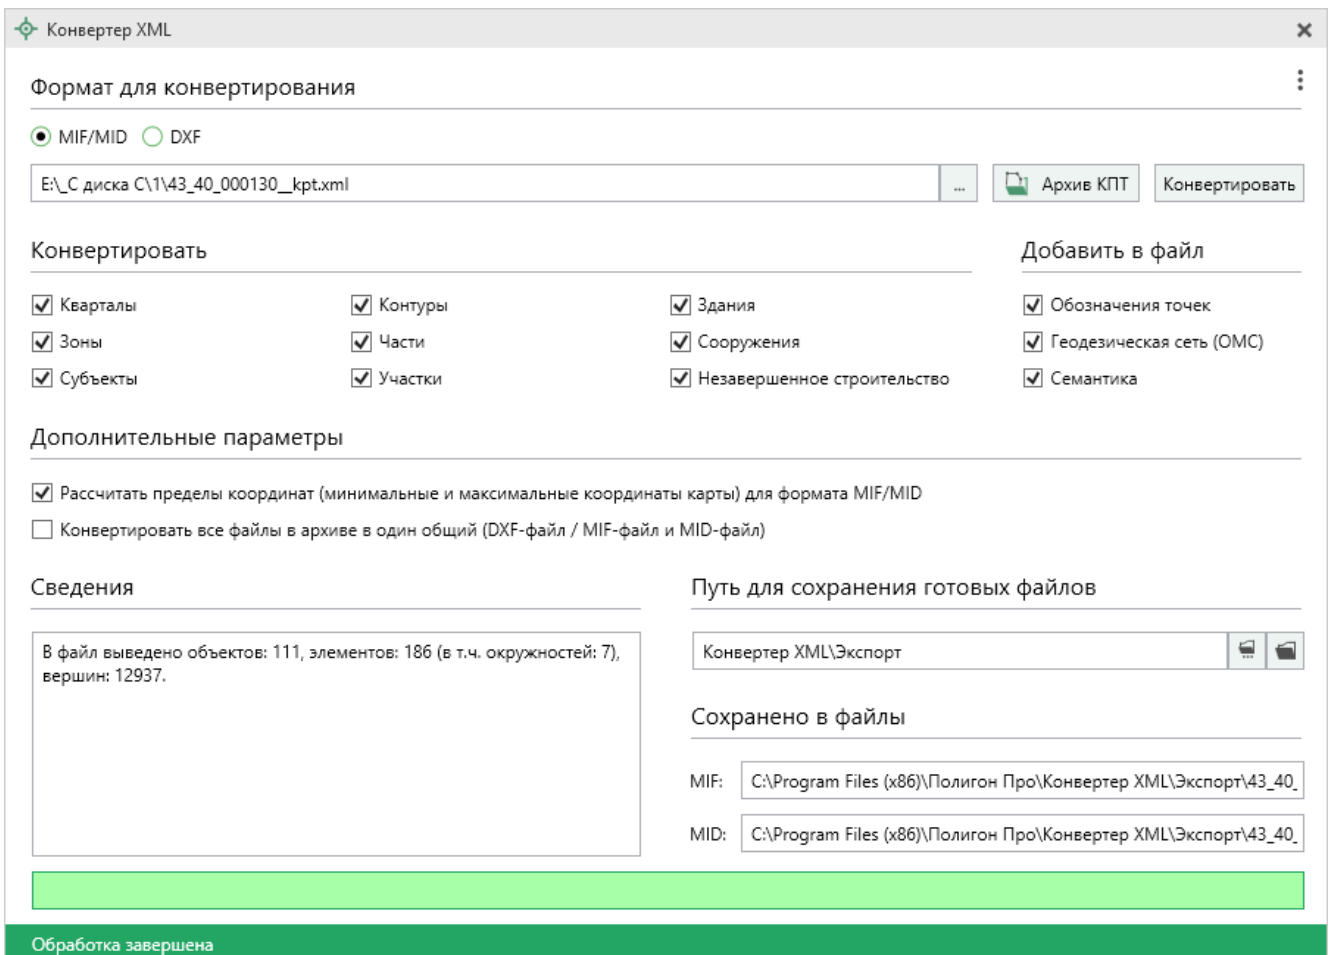 Конвертер XML
Формат для конвертирования
MIF/MID DXF
E:\_С диска С\1\43_40_000130__kpt.xml ... Архив КПТ Конвертировать
Конвертировать Добавить в файл
Кварталы Контуры Здания Обозначения точек
Зоны Части Сооружения Геодезическая сеть (ОМС)
Субъекты Участки Незавершенное строительство Семантика
Дополнительные параметры
Рассчитать пределы координат (минимальные и максимальные координаты карты) для формата MIF/MID
Конвертировать все файлы в архиве в один общий (DXF-файл / MIF-файл и MID-файл)
Сведения Путь для сохранения готовых файлов
В файл выведено объектов: 111, элементов: 186 (в т.ч. окружностей: 7),
вершин: 12937.
Конвертер XML\Экспорт
Сохранено в файлы
MIF: C:\Program Files (x86)\Полигон Про\Конвертер XML\Экспорт\43_40_
MID: C:\Program Files (x86)\Полигон Про\Конвертер XML\Экспорт\43_40_
Обработка завершена